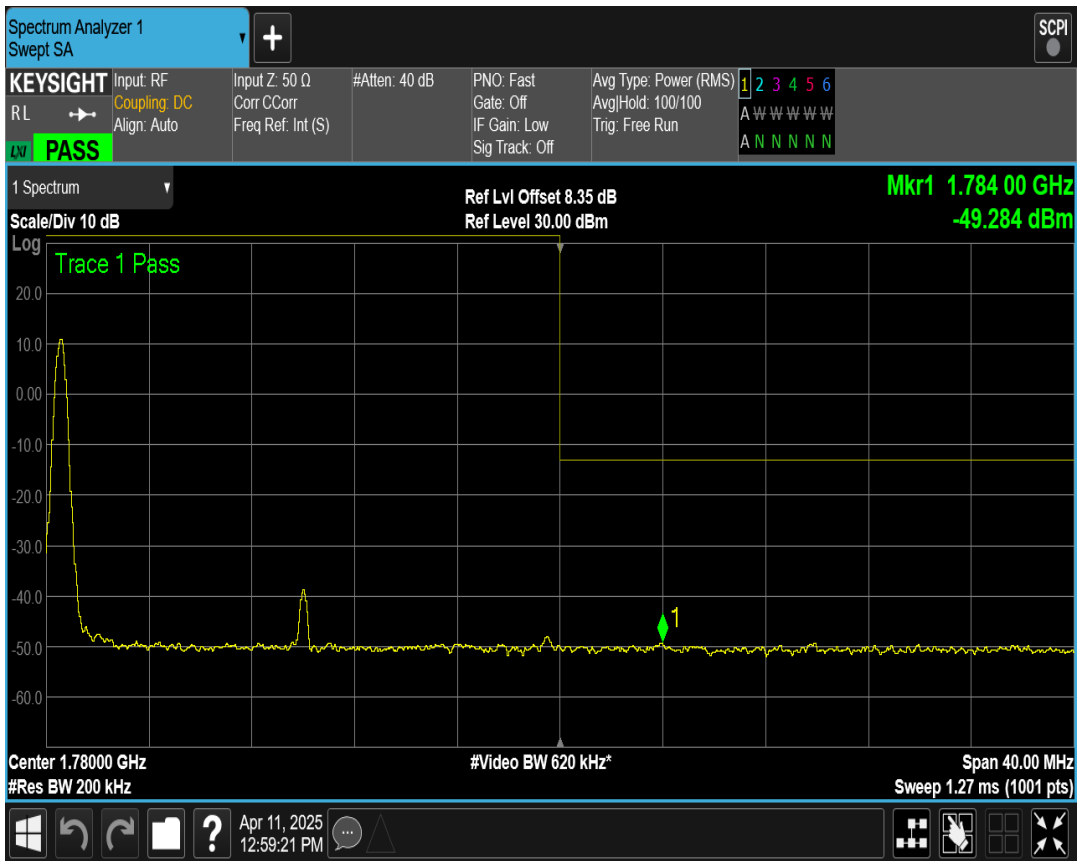 Spectrum Analyzer 1
Swept SA
+
SCPI
KEYSIGHT
RL
LXI PASS
Input: RF
Coupling: DC
Align: Auto
Input Z: 50 Ω
Corr CCorr
Freq Ref: Int (S)
#Atten: 40 dB
PNO: Fast
Gate: Off
IF Gain: Low
Sig Track: Off
Avg Type: Power (RMS)
Avg|Hold: 100/100
Trig: Free Run
1 2 3 4 5 6
A W W W W W
A N N N N N
1 Spectrum
Scale/Div 10 dB
Ref Lvl Offset 8.35 dB
Ref Level 30.00 dBm
Mkr1 1.784 00 GHz
-49.284 dBm
Log
Trace 1 Pass
20.0
10.0
0.00
-10.0
-20.0
-30.0
-40.0
1
-50.0
-60.0
Center 1.78000 GHz
#Video BW 620 kHz*
Span 40.00 MHz
#Res BW 200 kHz
Sweep 1.27 ms (1001 pts)
?
Apr 11, 2025
12:59:21 PM